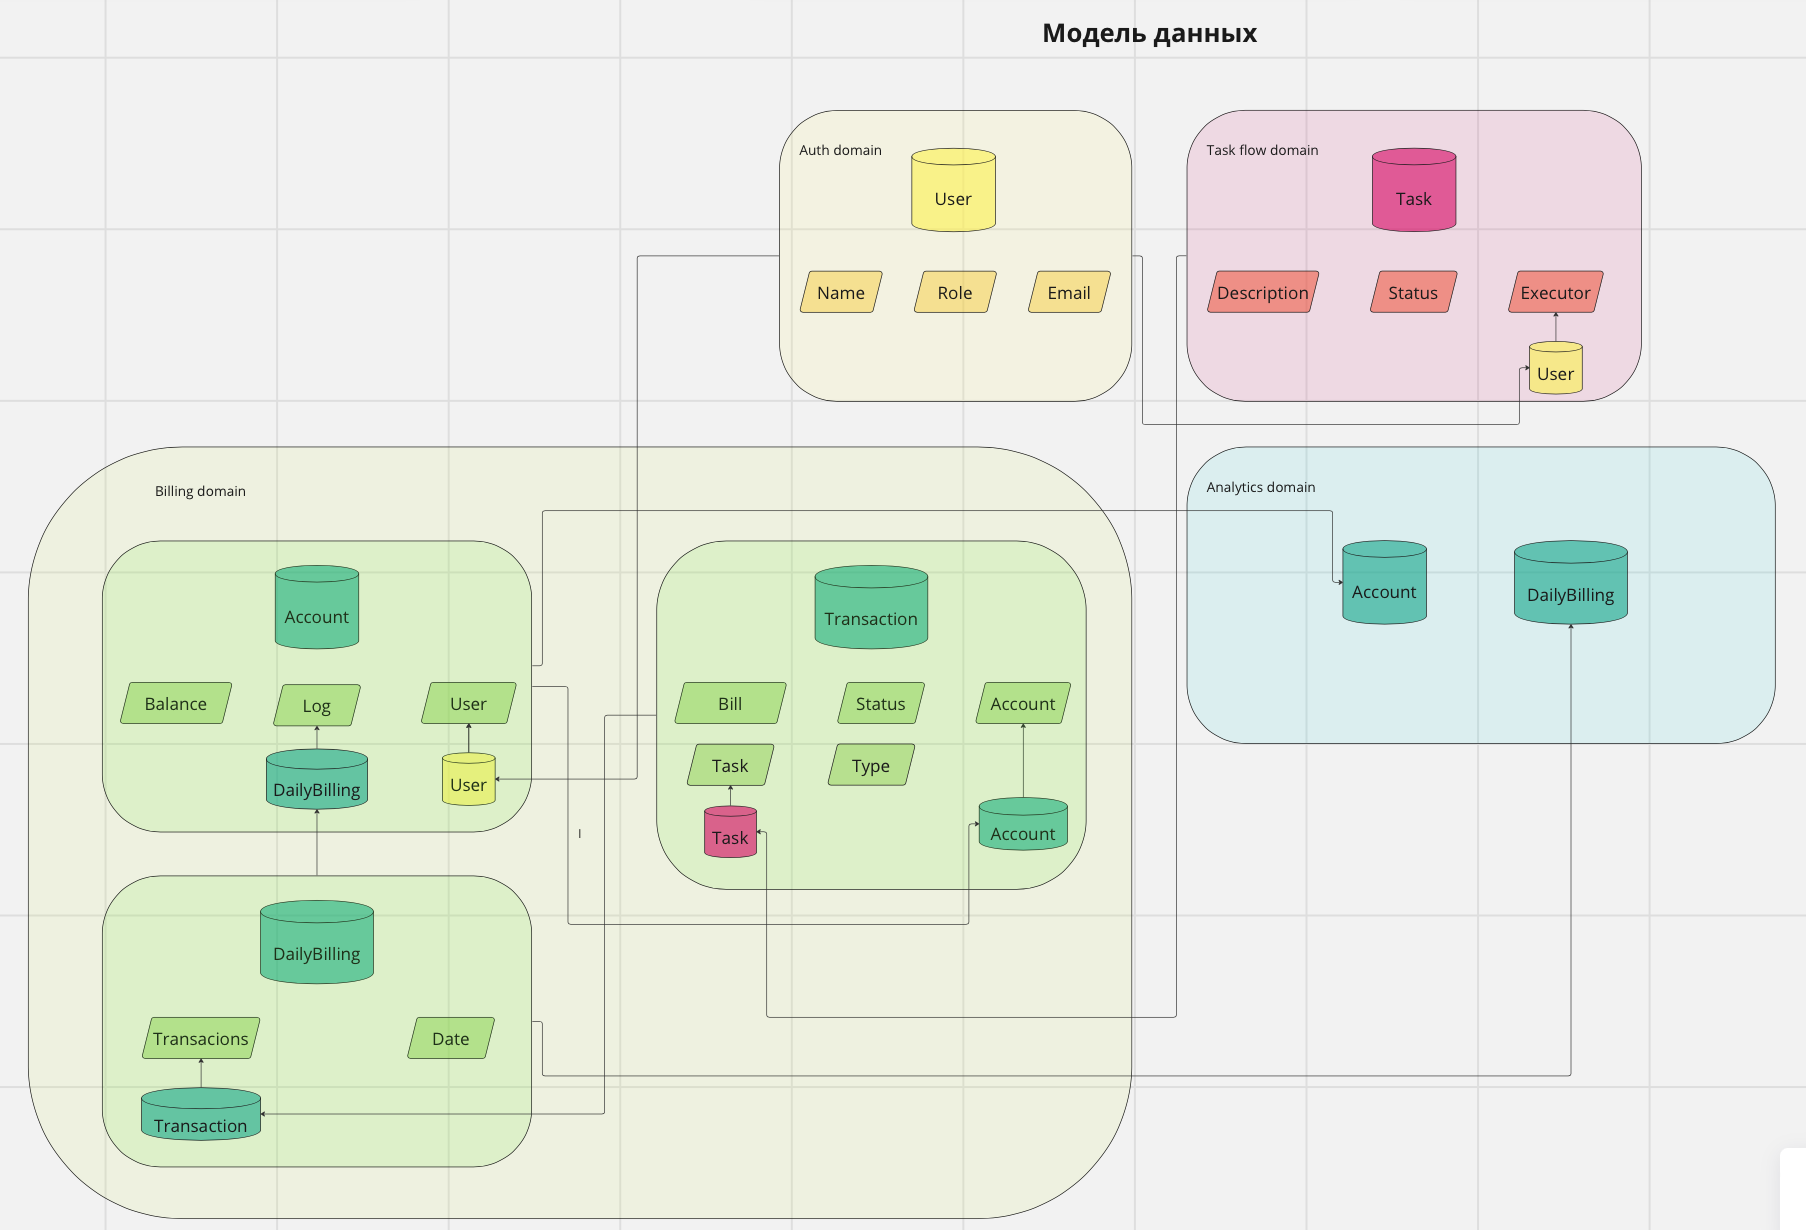 Модель данных
Auth domain
User
Name
Role
Email
Task flow domain
Task
Description
Status
Executor
User
Billing domain
Account
Balance
Log
User
DailyBilling
User
Transaction
Bill
Status
Account
Task
Type
Task
Account
I
DailyBilling
Transacions
Date
Transaction
Analytics domain
Account
DailyBilling